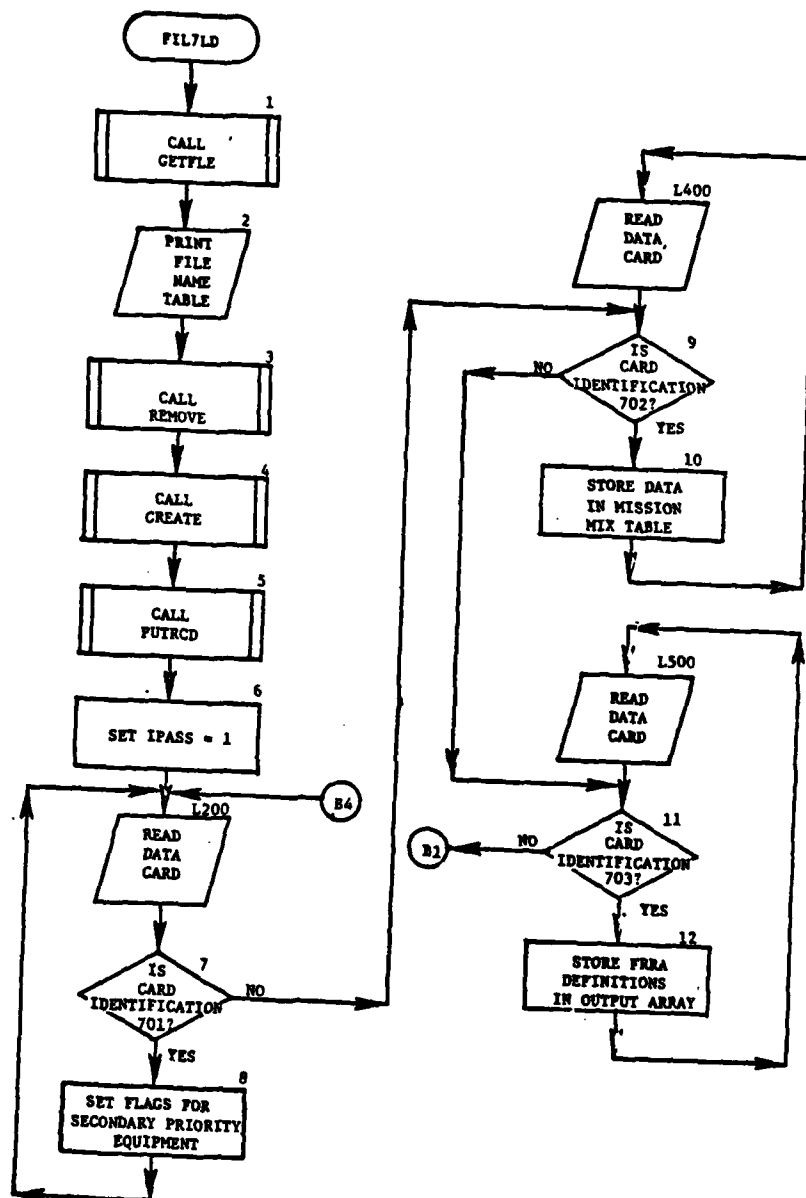 FIL7LD
1
CALL
GETFLE
2
PRINT
FILE
NAME
TABLE
3
CALL
REMOVE
4
CALL
CREATE
5
CALL
PUTRCD
6
SET IPASS = 1
B4
L200
READ
DATA
CARD
7
IS
CARD
IDENTIFICATION
701?
NO
YES
8
SET FLAGS FOR
SECONDARY PRIORITY
EQUIPMENT
L400
READ
DATA
CARD
9
IS
CARD
IDENTIFICATION
702?
NO
YES
10
STORE DATA
IN MISSION
MIX TABLE
L500
READ
DATA
CARD
11
IS
CARD
IDENTIFICATION
703?
NO
B1
YES
12
STORE FRRA
DEFINITIONS
IN OUTPUT ARRAY